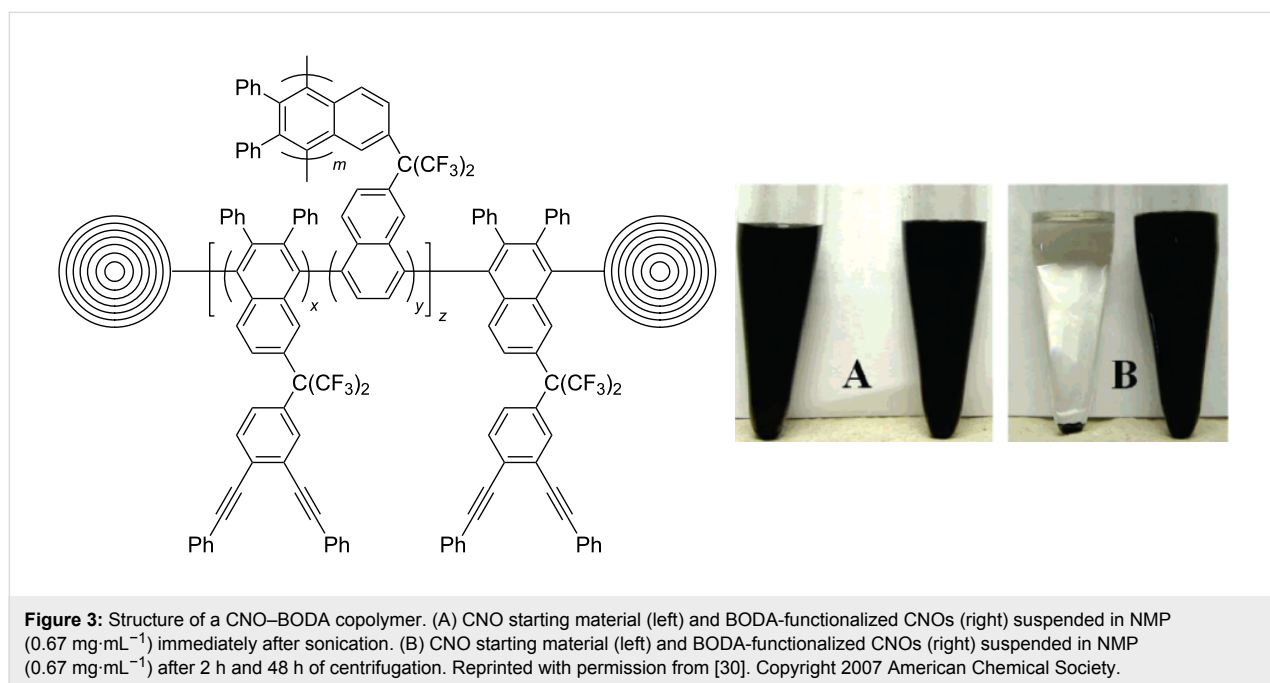 Ph
Ph
m
C(CF3)2
Ph Ph Ph Ph
x y z
C(CF3)2 C(CF3)2
Ph Ph Ph Ph
A B
Figure 3: Structure of a CNO–BODA copolymer. (A) CNO starting material (left) and BODA-functionalized CNOs (right) suspended in NMP
(0.67 mg·mL−1) immediately after sonication. (B) CNO starting material (left) and BODA-functionalized CNOs (right) suspended in NMP
(0.67 mg·mL−1) after 2 h and 48 h of centrifugation. Reprinted with permission from [30]. Copyright 2007 American Chemical Society.